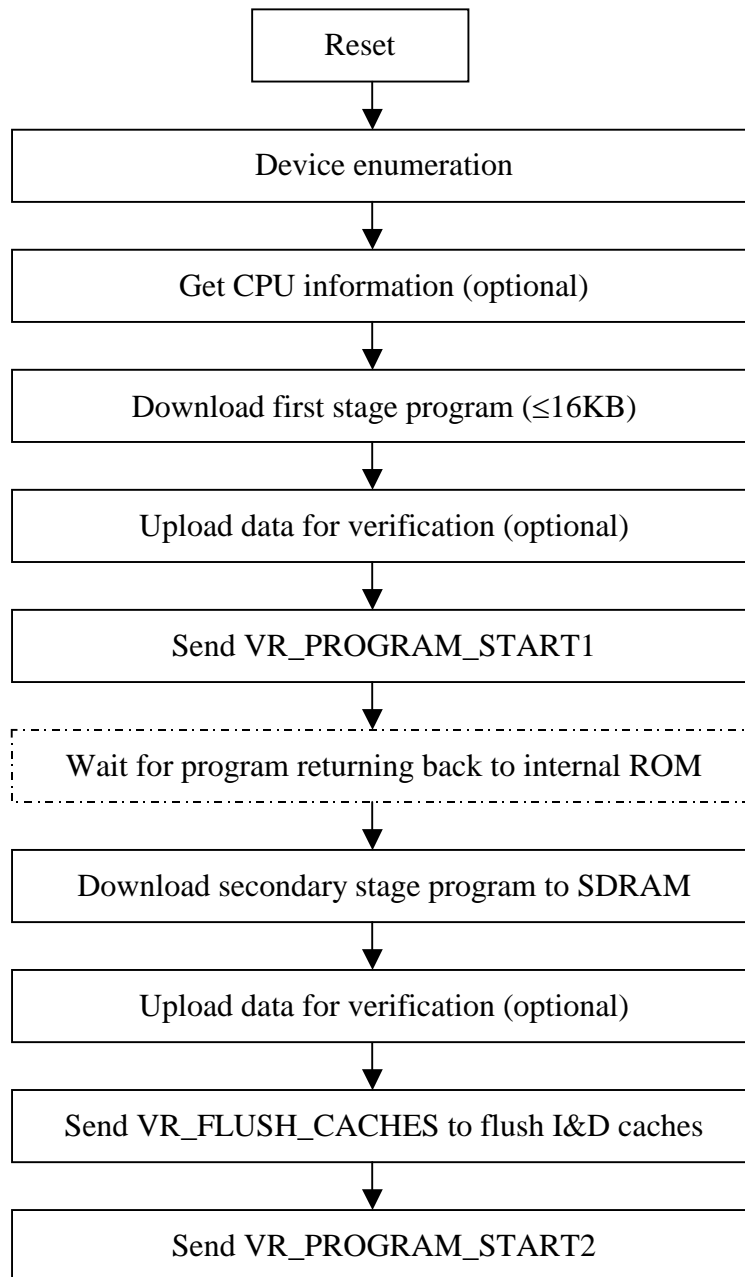 Reset
Device enumeration
Get CPU information (optional)
Download first stage program (≤16KB)
Upload data for verification (optional)
Send VR_PROGRAM_START1
Wait for program returning back to internal ROM
Download secondary stage program to SDRAM
Upload data for verification (optional)
Send VR_FLUSH_CACHES to flush I&D caches
Send VR_PROGRAM_START2